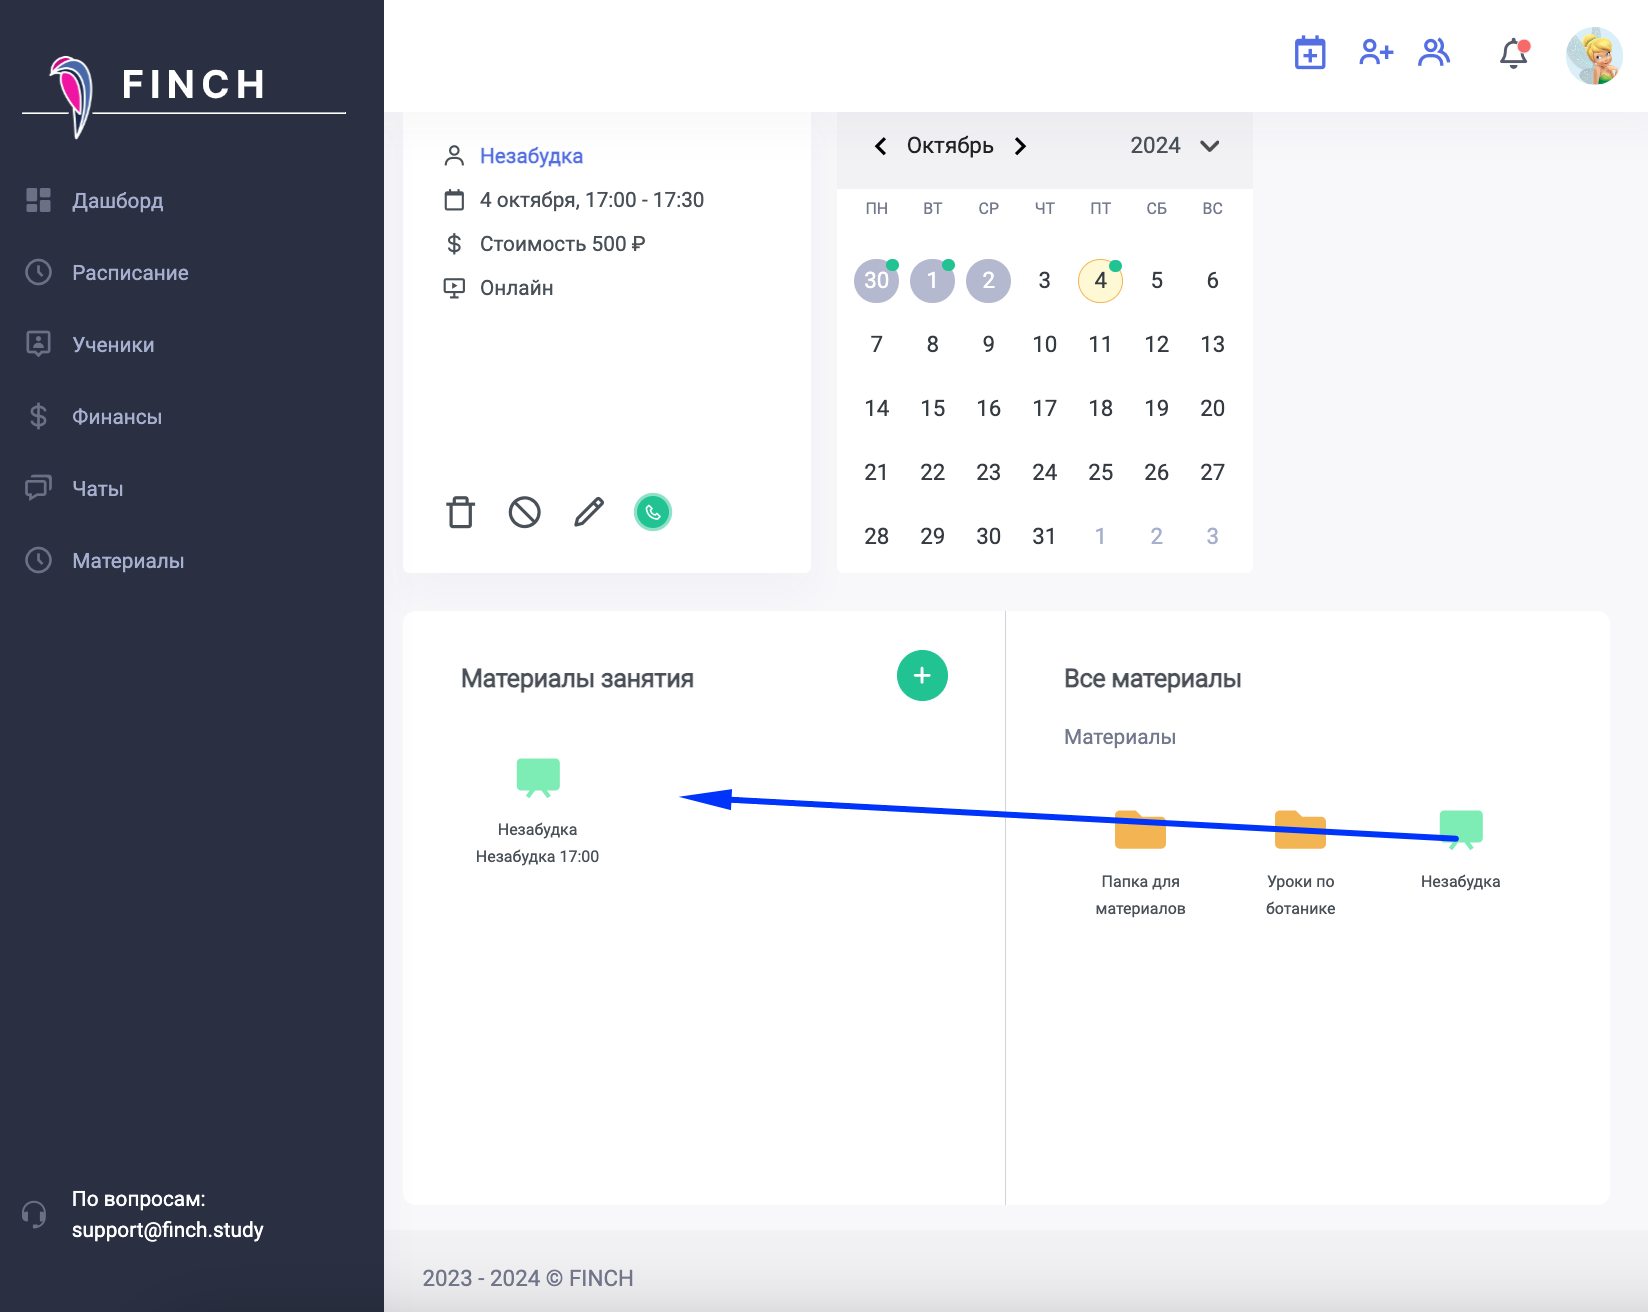 FINCH
Дашборд
Расписание
Ученики
Финансы
Чаты
Материалы
По вопросам:
support@finch.study
Незабудка
4 октября, 17:00 - 17:30
Стоимость 500 ₽
Онлайн
Октябрь 2024
ПН ВТ СР ЧТ ПТ СБ ВС
30 1 2 3 4 5 6
7 8 9 10 11 12 13
14 15 16 17 18 19 20
21 22 23 24 25 26 27
28 29 30 31 1 2 3
Материалы занятия
Незабудка
Незабудка 17:00
Все материалы
Материалы
Папка для
материалов
Уроки по
ботанике
Незабудка
2023 - 2024 © FINCH